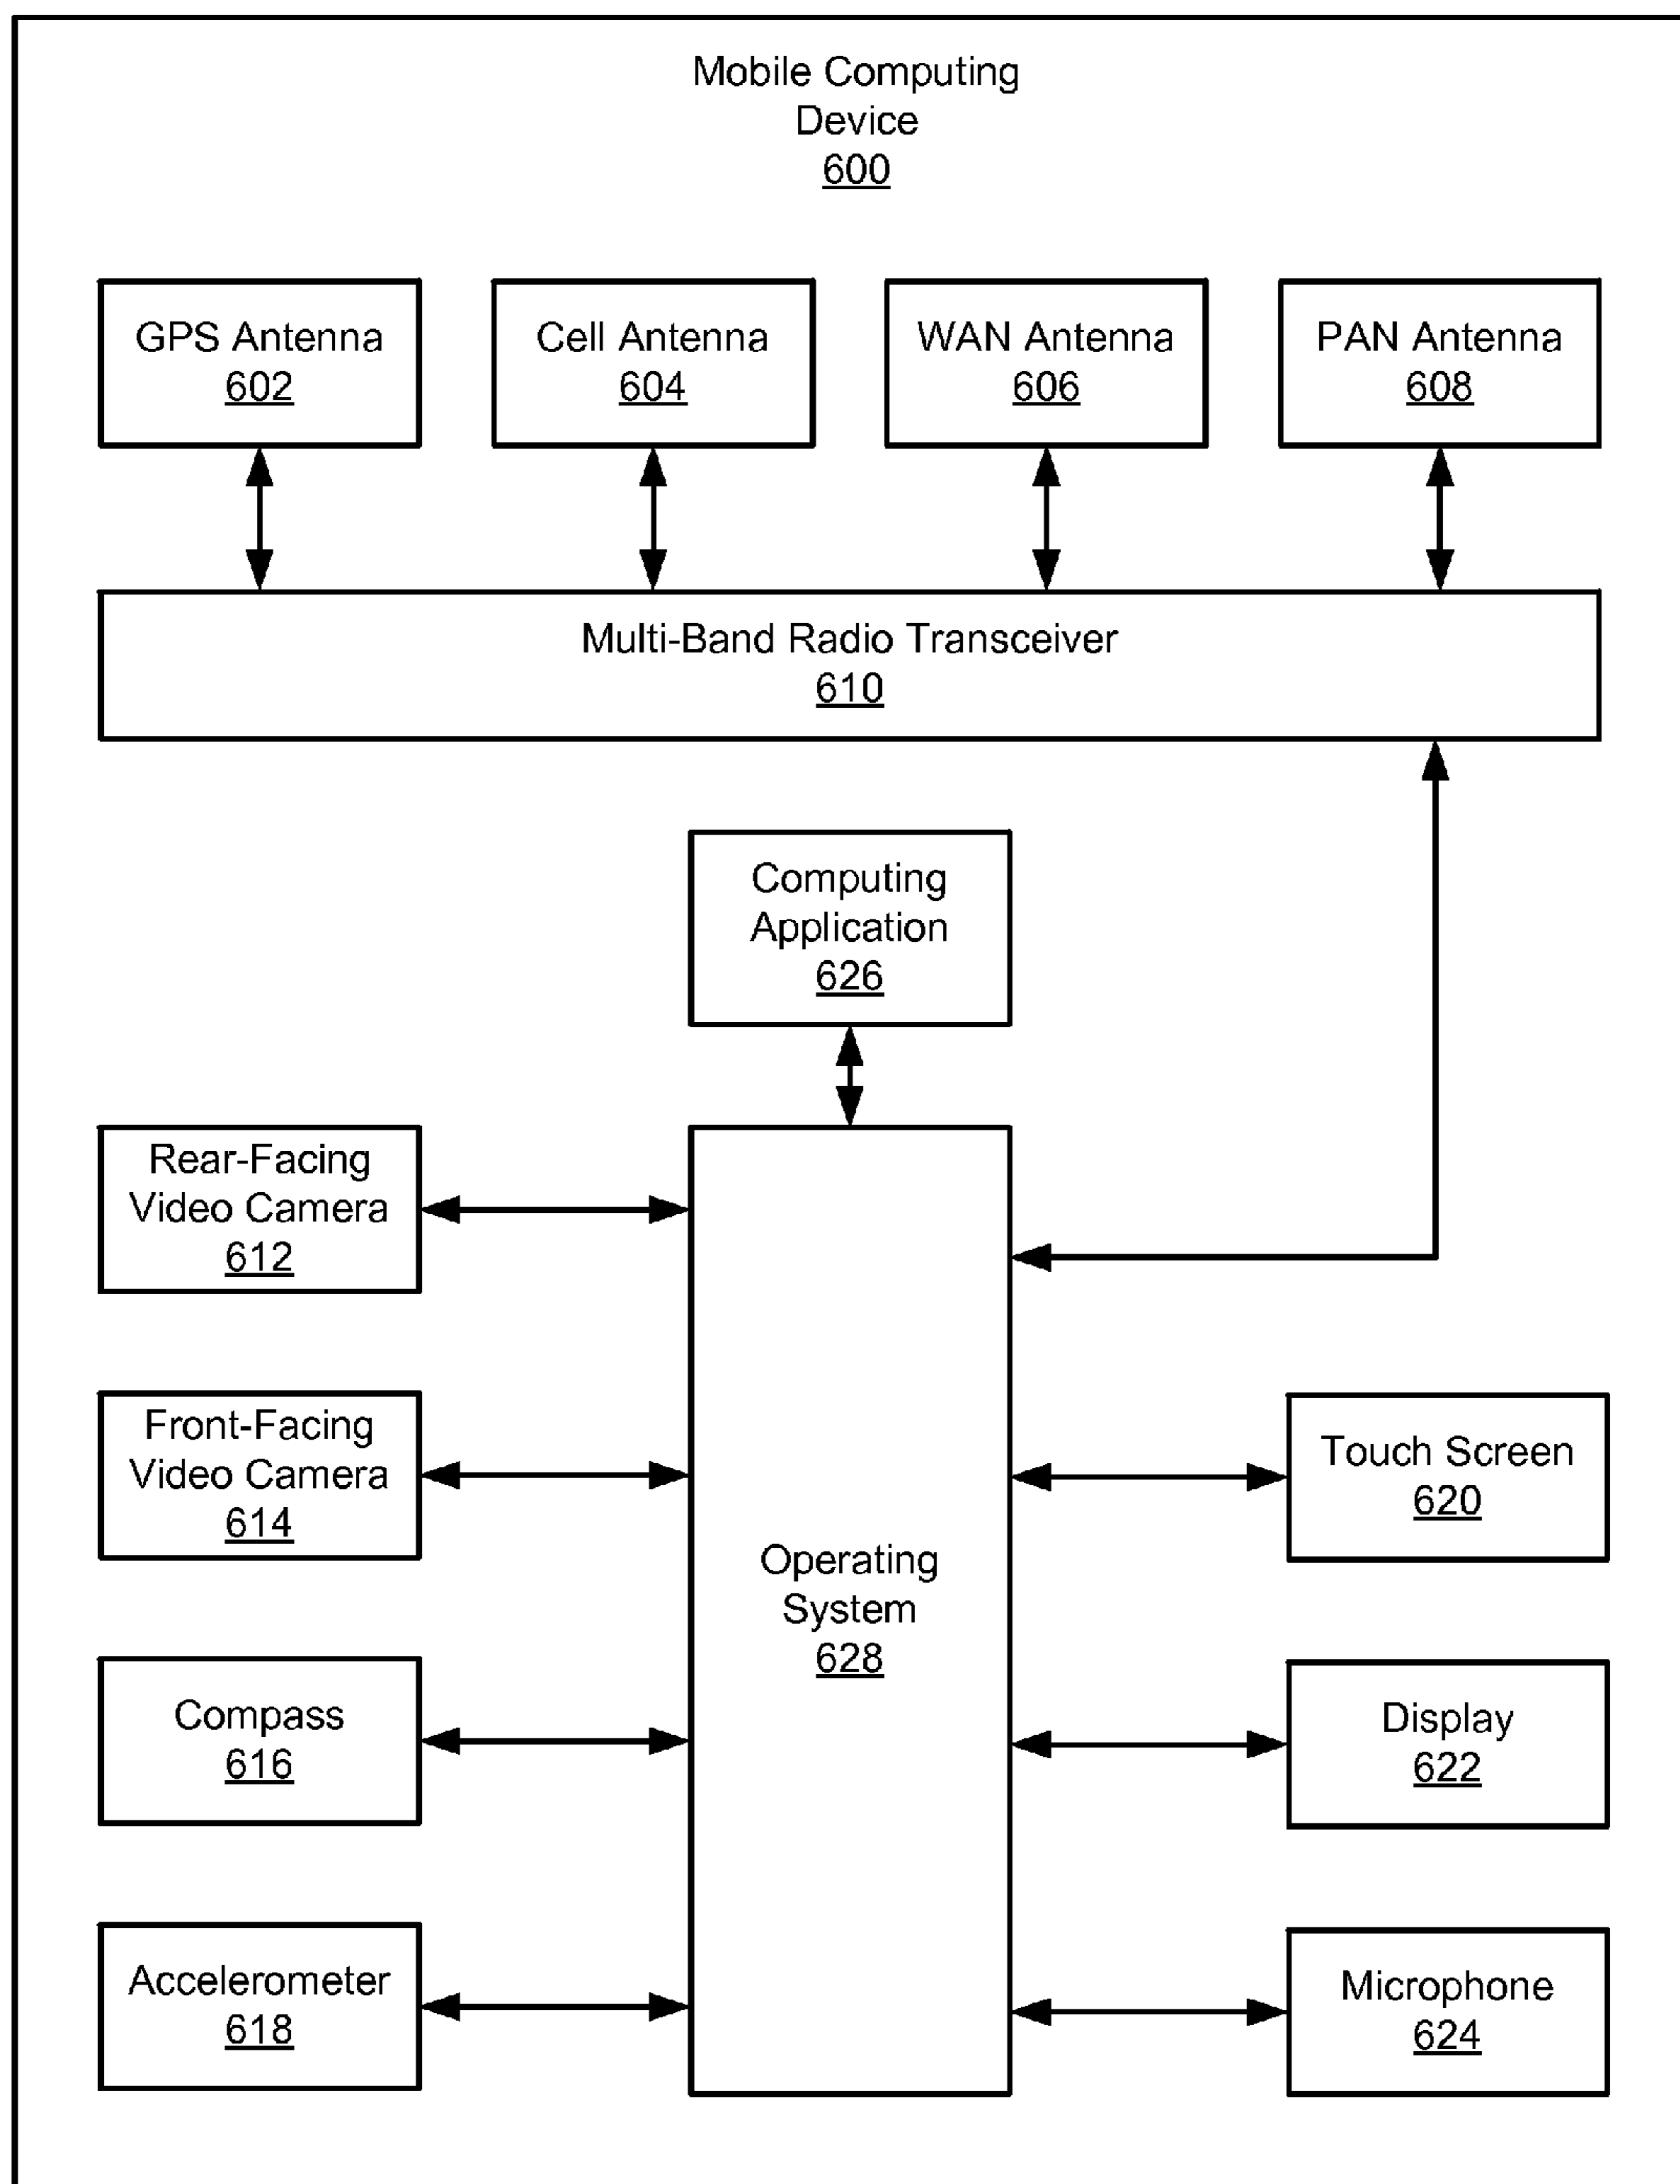 Mobile Computing
Device
600
GPS Antenna
602
Cell Antenna
604
WAN Antenna
606
PAN Antenna
608
Multi-Band Radio Transceiver
610
Computing
Application
626
Rear-Facing
Video Camera
612
Front-Facing
Video Camera
614
Compass
616
Accelerometer
618
Operating
System
628
Touch Screen
620
Display
622
Microphone
624